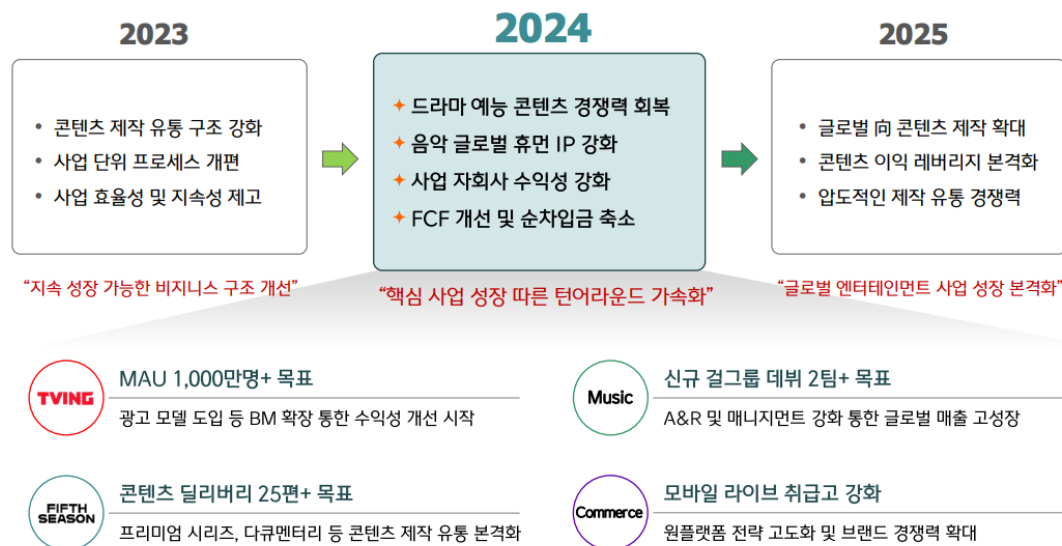 2023
• 콘텐츠 제작 유통 구조 강화
• 사업 단위 프로세스 개편
• 사업 효율성 및 지속성 제고
“지속 성장 가능한 비지니스 구조 개선”
2024
✦ 드라마 예능 콘텐츠 경쟁력 회복
✦ 음악 글로벌 휴먼 IP 강화
✦ 사업 자회사 수익성 강화
✦ FCF 개선 및 순차입금 축소
“핵심 사업 성장 따른 턴어라운드 가속화”
2025
• 글로벌 向 콘텐츠 제작 확대
• 콘텐츠 이익 레버리지 본격화
• 압도적인 제작 유통 경쟁력
“글로벌 엔터테인먼트 사업 성장 본격화”
TVING
MAU 1,000만명+ 목표
광고 모델 도입 등 BM 확장 통한 수익성 개선 시작
Music
신규 걸그룹 데뷔 2팀+ 목표
A&R 및 매니지먼트 강화 통한 글로벌 매출 고성장
FIFTH
SEASON
콘텐츠 딜리버리 25편+ 목표
프리미엄 시리즈, 다큐멘터리 등 콘텐츠 제작 유통 본격화
Commerce
모바일 라이브 취급고 강화
원플랫폼 전략 고도화 및 브랜드 경쟁력 확대